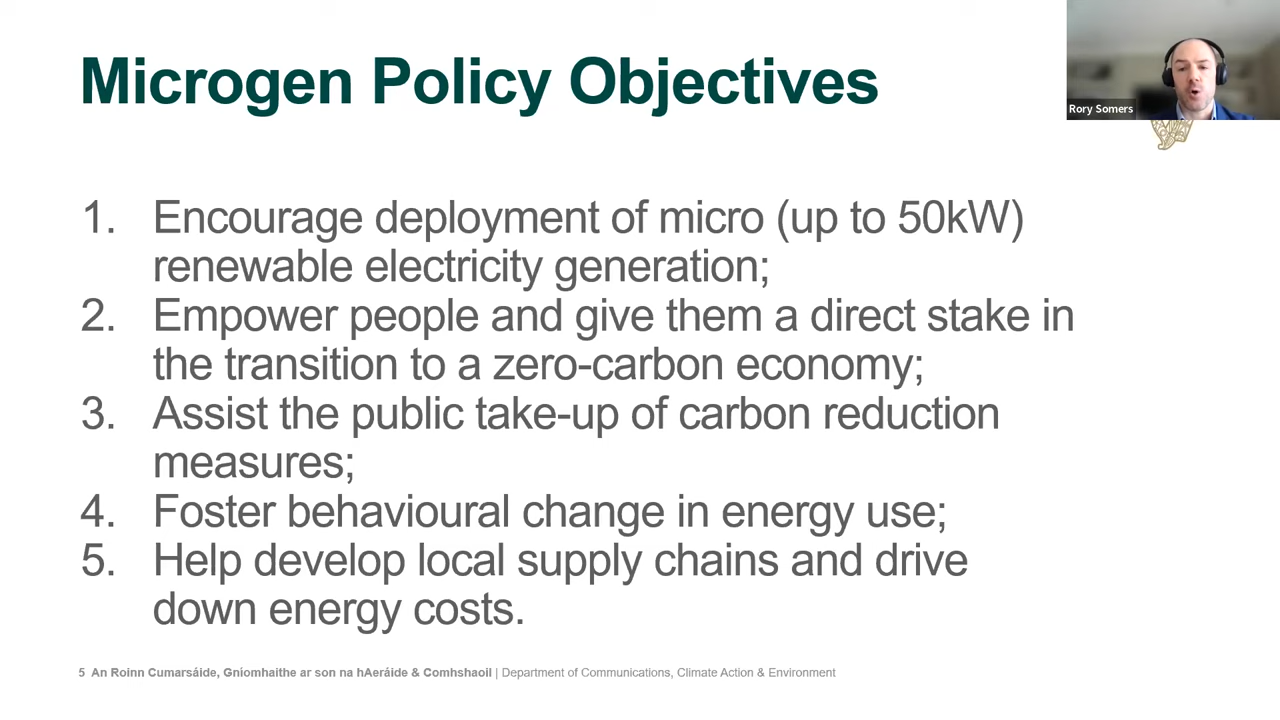 Microgen Policy Objectives
Rory Somers
1. Encourage deployment of micro (up to 50kW)
renewable electricity generation;
2. Empower people and give them a direct stake in
the transition to a zero-carbon economy;
3. Assist the public take-up of carbon reduction
measures;
4. Foster behavioural change in energy use;
5. Help develop local supply chains and drive
down energy costs.
5 An Roinn Cumarsáide, Gníomhaithe ar son na hAeráide & Comhshaoil | Department of Communications, Climate Action & Environment